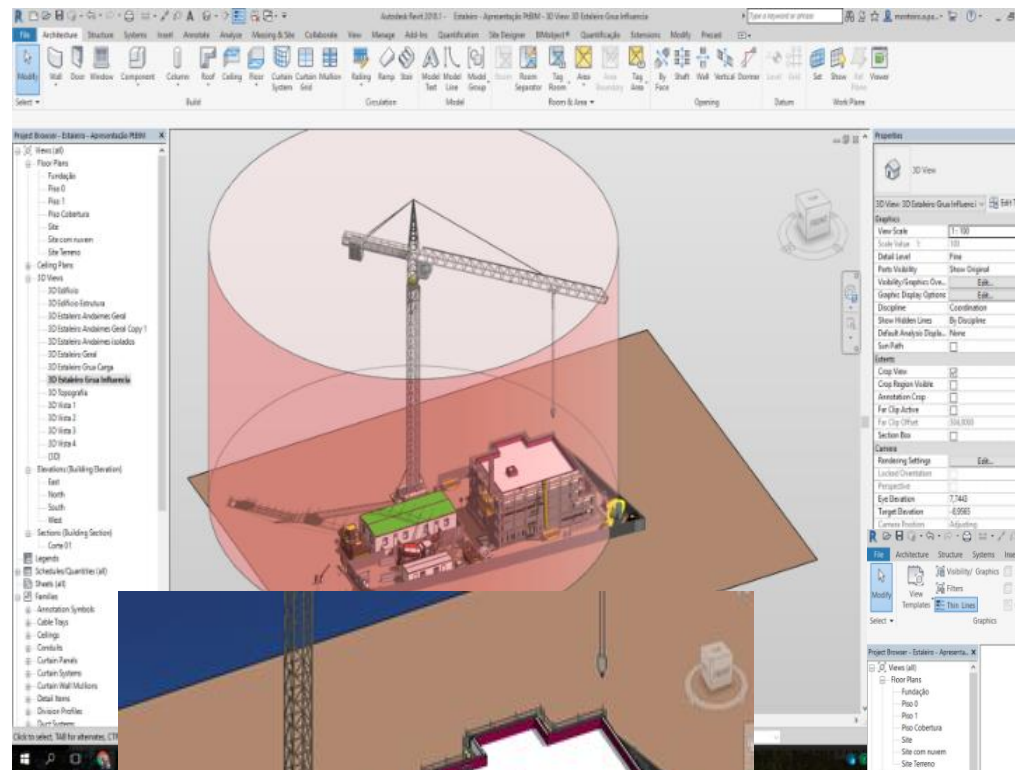 Autodesk Revit 2018.1 - Estaleiro - Apresentação PtBIM - 3D View: 3D Estaleiro Grua Influencia
Type a keyword or phrase
File Architecture Structure Systems Insert Annotate Analyze Massing & Site Collaborate View Manage Add-Ins Quantification Site Designer BIMobject® Quantificação Extensions Modify Precast
Modify Wall Door Window Component Column Roof Ceiling Floor Curtain System Curtain Grid Mullion Railing Ramp Stair Model Text Model Line Model Group Room Room Separator Tag Room Area Area Boundary Tag Area By Face Shaft Wall Vertical Dormer Level Grid Set Show Ref Plane Viewer
Select Build Circulation Model Room & Area Opening Datum Work Plane
Project Browser - Estaleiro - Apresentação PtBIM
Views (all)
Floor Plans
Fundação
Piso 0
Piso 1
Piso Cobertura
Site
Site com nuvem
Site Terreno
Ceiling Plans
3D Views
3D Edificio
3D Edificio Estrutura
3D Estaleiro Andaimes Geral
3D Estaleiro Andaimes Geral Copy 1
3D Estaleiro Andaimes isolados
3D Estaleiro Geral
3D Estaleiro Grua Carga
3D Estaleiro Grua Influencia
3D Topografia
3D Vista 1
3D Vista 2
3D Vista 3
3D Vista 4
{3D}
Elevations (Building Elevation)
East
North
South
West
Sections (Building Section)
Corte 01
Legends
Schedules/Quantities (all)
Sheets (all)
Families
Annotation Symbols
Cable Trays
Ceilings
Conduits
Curtain Panels
Curtain Systems
Curtain Wall Mullions
Detail Items
Division Profiles
Duct Systems
Click to select, TAB for alternates, CTR
FRONT
Properties
3D View
3D View: 3D Estaleiro Grua Influenci Edit T
Graphics
View Scale 1 : 100
Scale Value 1: 100
Detail Level Fine
Parts Visibility Show Original
Visibility/Graphics Ove... Edit...
Graphic Display Options Edit...
Discipline Coordination
Show Hidden Lines By Discipline
Default Analysis Displa... None
Sun Path
Extents
Crop View
Crop Region Visible
Annotation Crop
Far Clip Active
Far Clip Offset
Section Box
Camera
Rendering Settings Edit...
Locked Orientation
Perspective
Eye Elevation
Target Elevation
Camera Position Adjusting
File Architecture Structure Systems Inse
Modify View Templates Visibility/ Graphics
Filters
Thin Lines
Select Graphics
Project Browser - Estaleiro - Apresenta...
Views (all)
Floor Plans
Fundação
Piso 0
Piso 1
Piso Cobertura
Site
Site com nuvem
Site Terreno